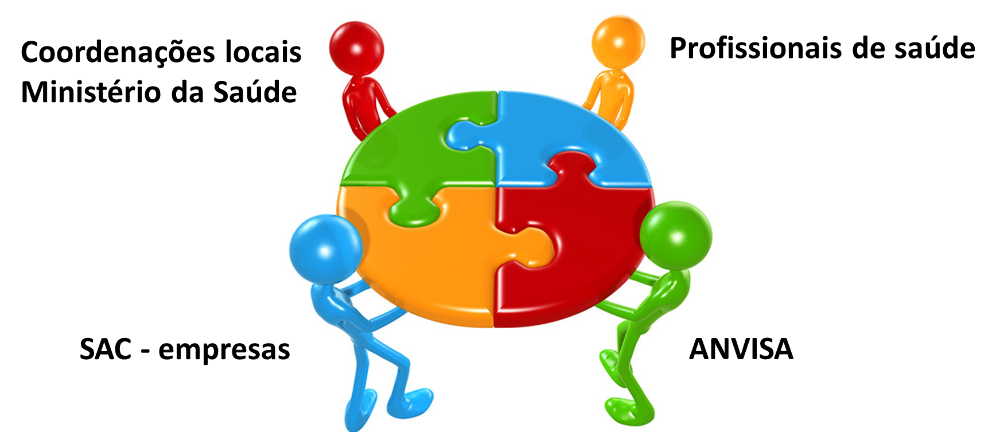 Coordenações locais
Ministério da Saúde
Profissionais de saúde
SAC - empresas
ANVISA